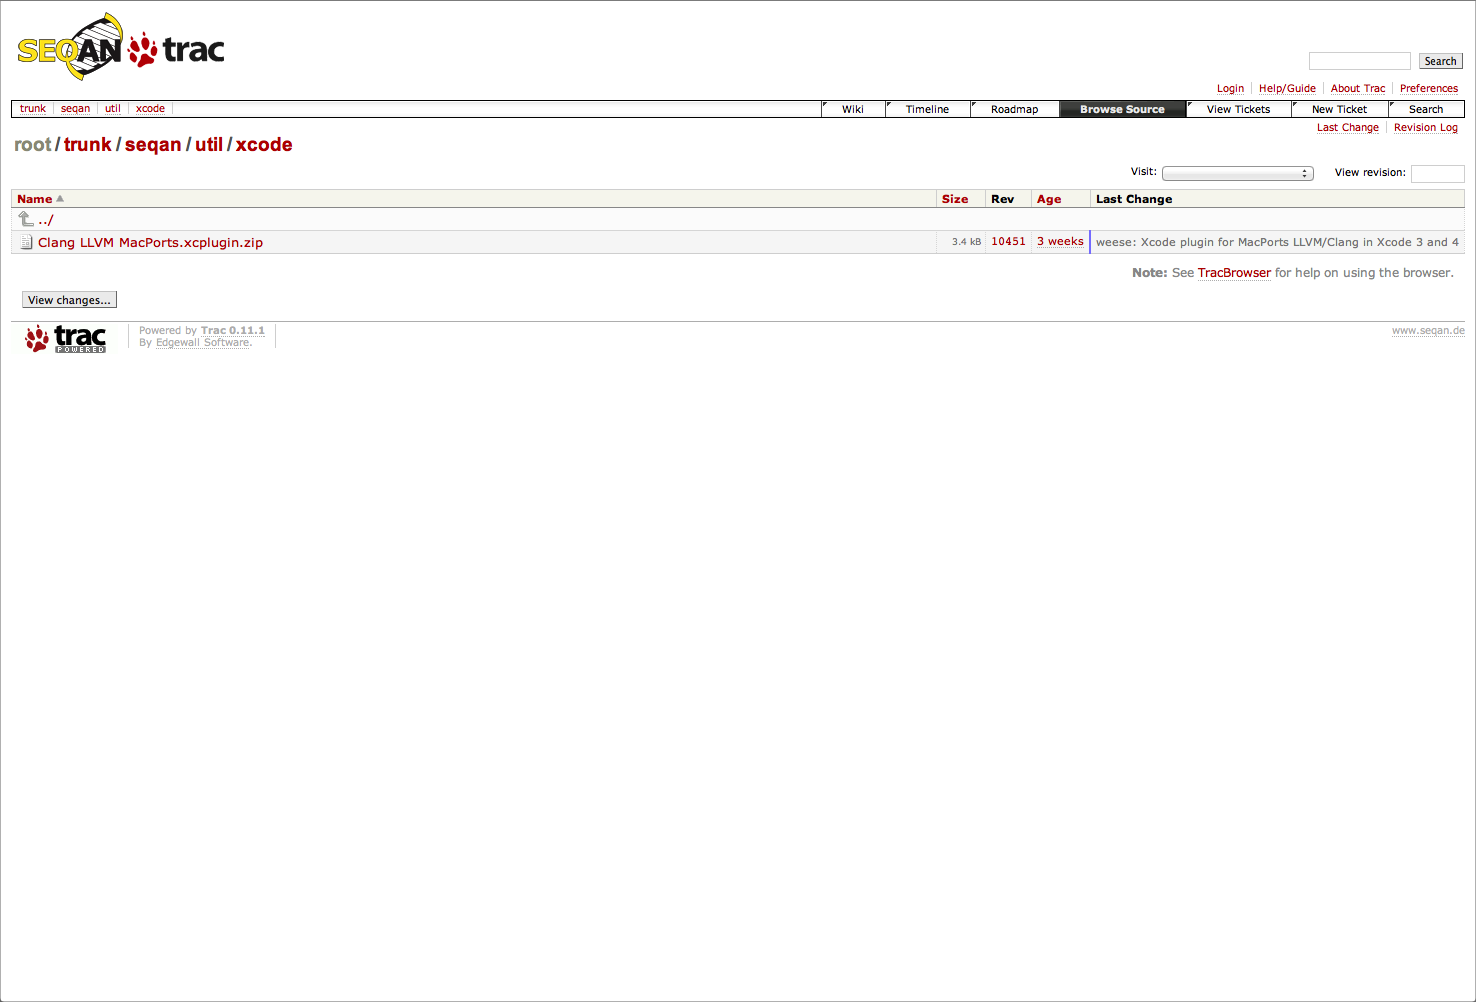 SEQAN trac
Search
Login Help/Guide About Trac Preferences
trunk seqan util xcode Wiki Timeline Roadmap Browse Source View Tickets New Ticket Search
Last Change Revision Log
root / trunk / seqan / util / xcode
Visit: View revision:
Name Size Rev Age Last Change
../
Clang LLVM MacPorts.xcplugin.zip 3.4 kB 10451 3 weeks weese: Xcode plugin for MacPorts LLVM/Clang in Xcode 3 and 4
Note: See TracBrowser for help on using the browser.
View changes...
trac POWERED Powered by Trac 0.11.1 www.seqan.de
By Edgewall Software.